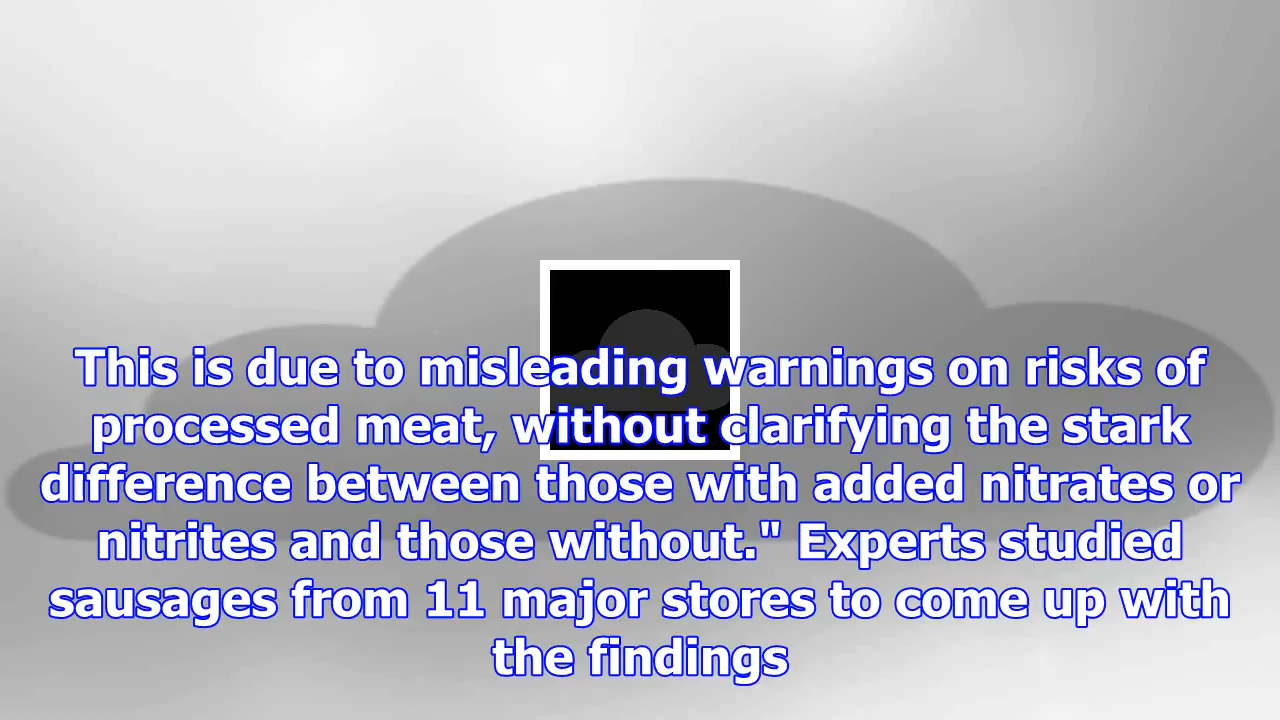 This is due to misleading warnings on risks of
processed meat, without clarifying the stark
difference between those with added nitrates or
nitrites and those without." Experts studied
sausages from 11 major stores to come up with
the findings